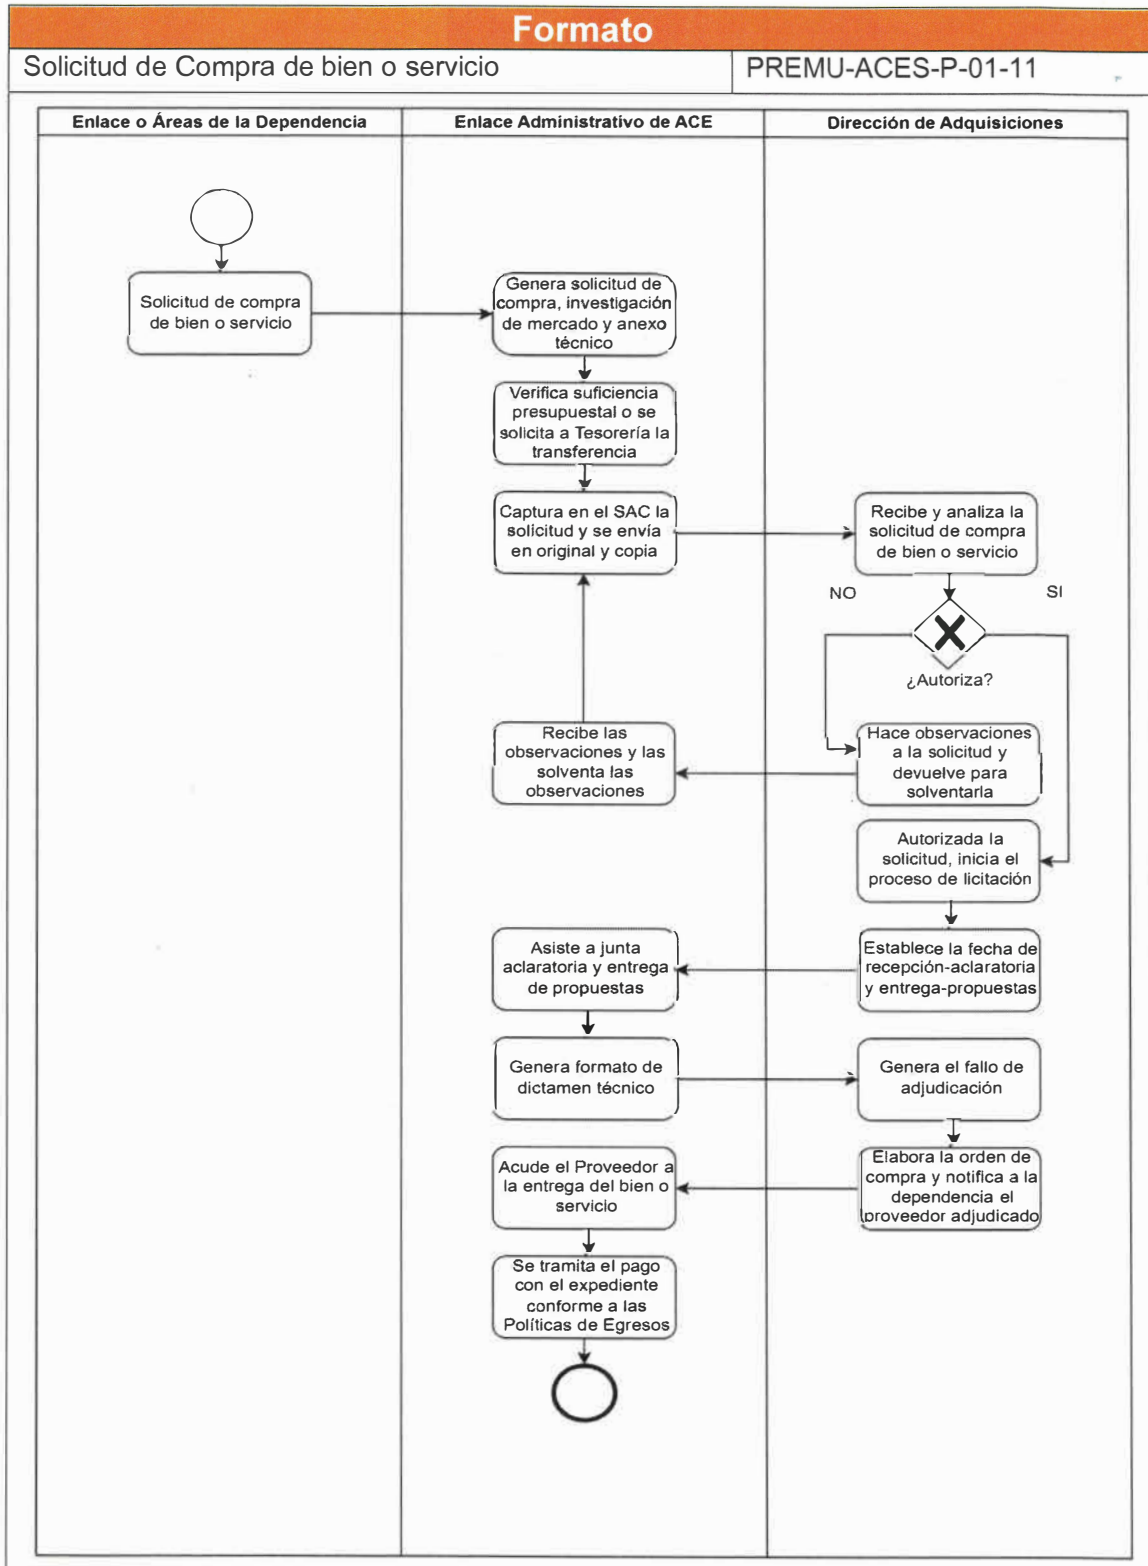 Formato
Solicitud de Compra de bien o servicio
PREMU-ACES-P-01-11
Enlace o Áreas de la Dependencia
Enlace Administrativo de ACE
Dirección de Adquisiciones
Solicitud de compra
de bien o servicio
Genera solicitud de
compra, investigación
de mercado y anexo
técnico
Verifica suficiencia
presupuestal o se
solicita a Tesorería la
transferencia
Captura en el SAC la
solicitud y se envía
en original y copia
Recibe y analiza la
solicitud de compra
de bien o servicio
NO
SI
¿Autoriza?
Hace observaciones
a la solicitud y
devuelve para
solventarla
Recibe las
observaciones y las
solventa las
observaciones
Autorizada la
solicitud, inicia el
proceso de licitación
Establece la fecha de
recepción-aclaratoria
y entrega-propuestas
Asiste a junta
aclaratoria y entrega
de propuestas
Genera formato de
dictamen técnico
Genera el fallo de
adjudicación
Elabora la orden de
compra y notifica a la
dependencia el
proveedor adjudicado
Acude el Proveedor a
la entrega del bien o
servicio
Se tramita el pago
con el expediente
conforme a las
Políticas de Egresos